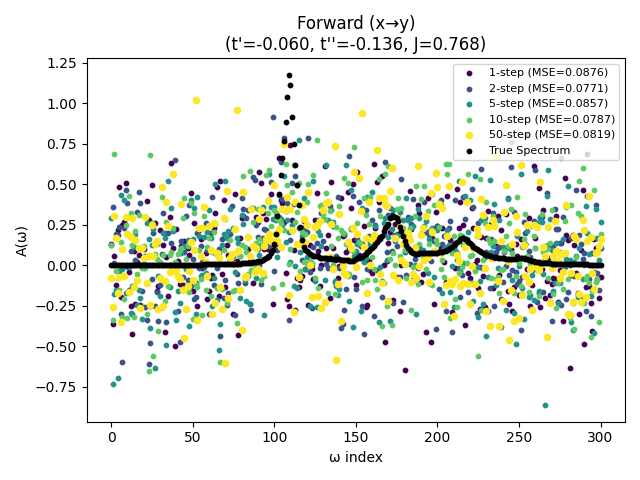 Forward (x→y)
(t'=-0.060, t''=-0.136, J=0.768)
1-step (MSE=0.0876)
2-step (MSE=0.0771)
5-step (MSE=0.0857)
10-step (MSE=0.0787)
50-step (MSE=0.0819)
True Spectrum
A(ω)
1.25
1.00
0.75
0.50
0.25
0.00
−0.25
−0.50
−0.75
0 50 100 150 200 250 300
ω index